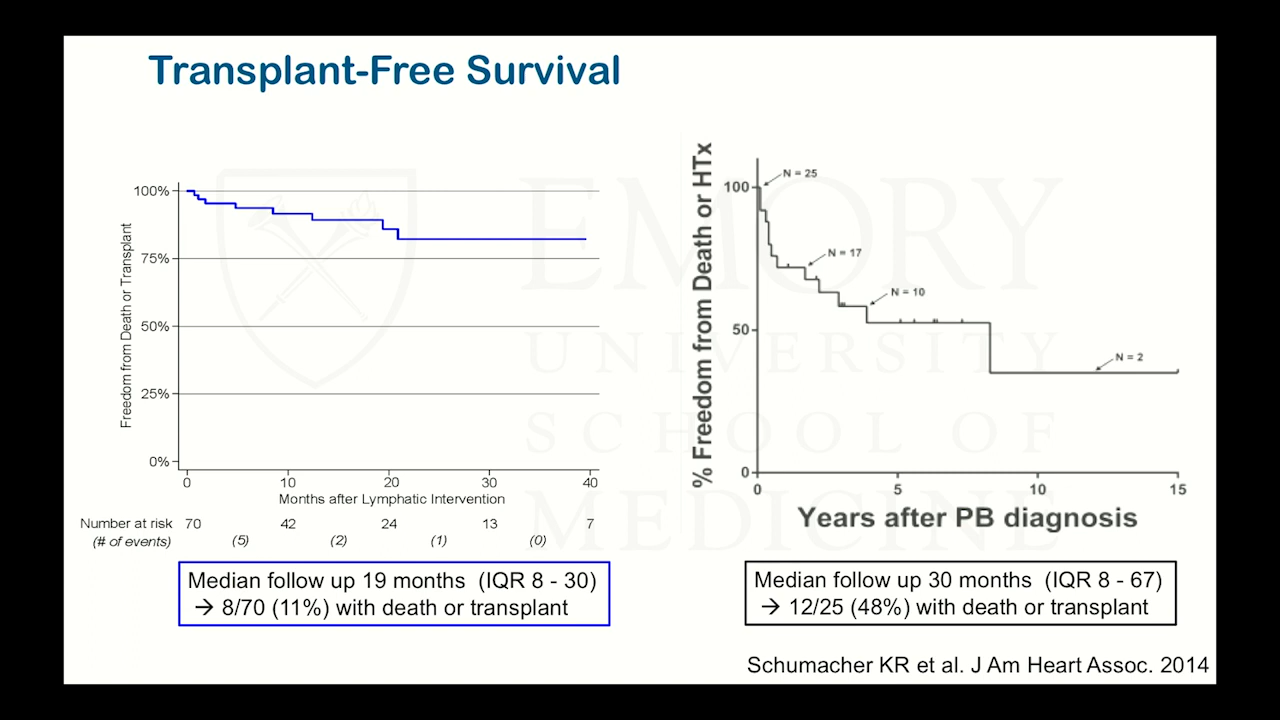 Transplant-Free Survival
EMORY
UNIVERSITY
SCHOOL OF
MEDICINE
Freedom from Death or Transplant
100%
75%
50%
25%
0%
0 10 20 30 40
Months after Lymphatic Intervention
Number at risk 70 42 24 13 7
(# of events) (5) (2) (1) (0)
Median follow up 19 months (IQR 8 - 30)
→ 8/70 (11%) with death or transplant
% Freedom from Death or HTx
100
50
0
N = 25
N = 17
N = 10
N = 2
0 5 10 15
Years after PB diagnosis
Median follow up 30 months (IQR 8 - 67)
→ 12/25 (48%) with death or transplant
Schumacher KR et al. J Am Heart Assoc. 2014